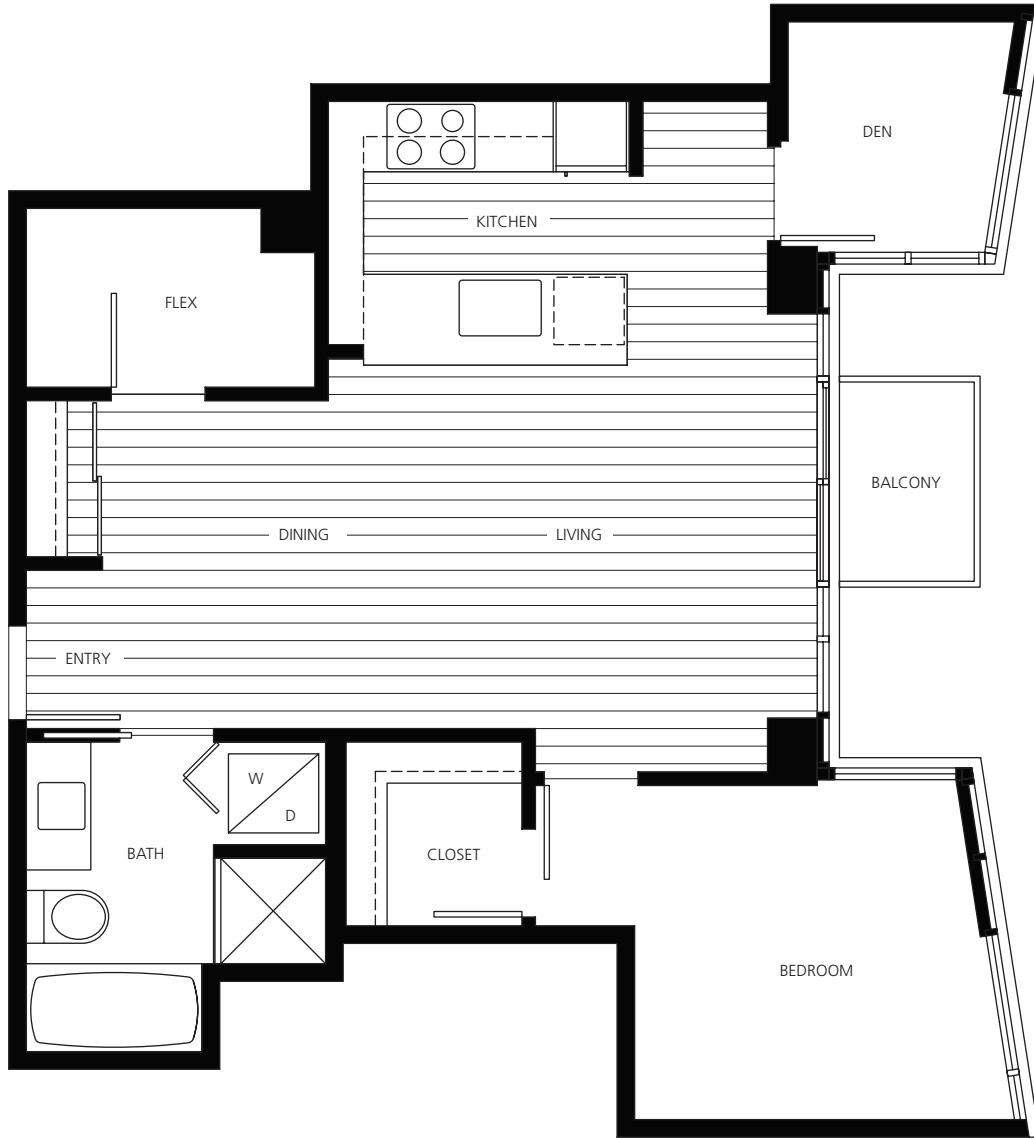 DEN
KITCHEN
FLEX
BALCONY
DINING
LIVING
ENTRY
W
D
BATH
CLOSET
BEDROOM